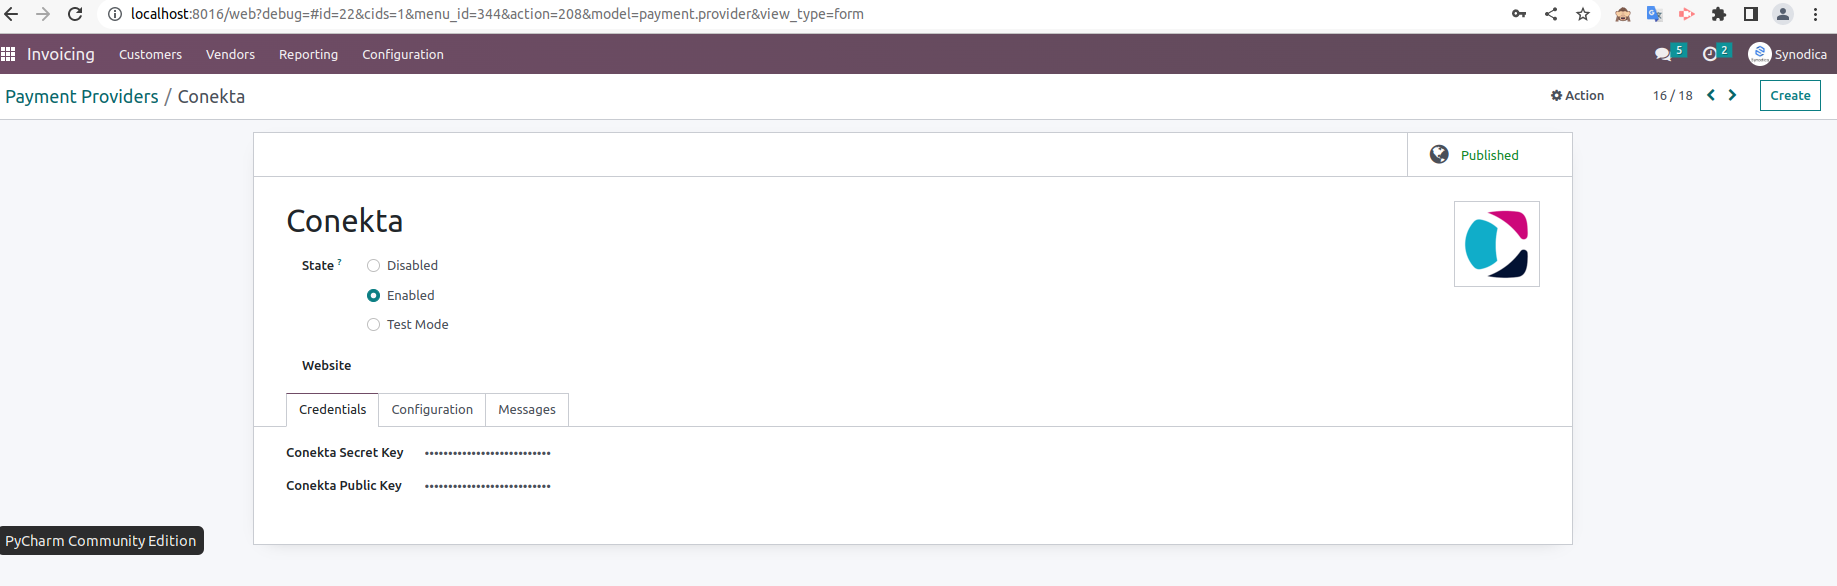 localhost:8016/web?debug=#id=22&cids=1&menu_id=344&action=208&model=payment.provider&view_type=form
Invoicing Customers Vendors Reporting Configuration 5 2 Synodica
Payment Providers / Conekta Action 16 / 18 Create
Published
Conekta
State ? Disabled
Enabled
Test Mode
Website
Credentials Configuration Messages
Conekta Secret Key •••••••••••••••••••••••••••
Conekta Public Key •••••••••••••••••••••••••••
PyCharm Community Edition